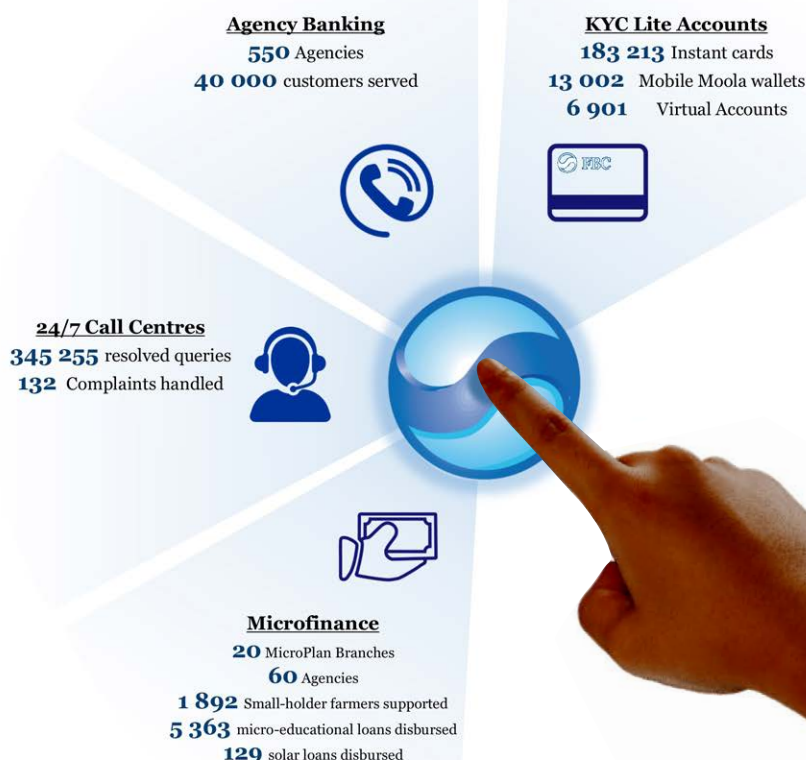 Agency Banking
550 Agencies
40 000 customers served
KYC Lite Accounts
183 213 Instant cards
13 002 Mobile Moola wallets
6 901 Virtual Accounts
FBC
24/7 Call Centres
345 255 resolved queries
132 Complaints handled
Microfinance
20 MicroPlan Branches
60 Agencies
1 892 Small-holder farmers supported
5 363 micro-educational loans disbursed
129 solar loans disbursed